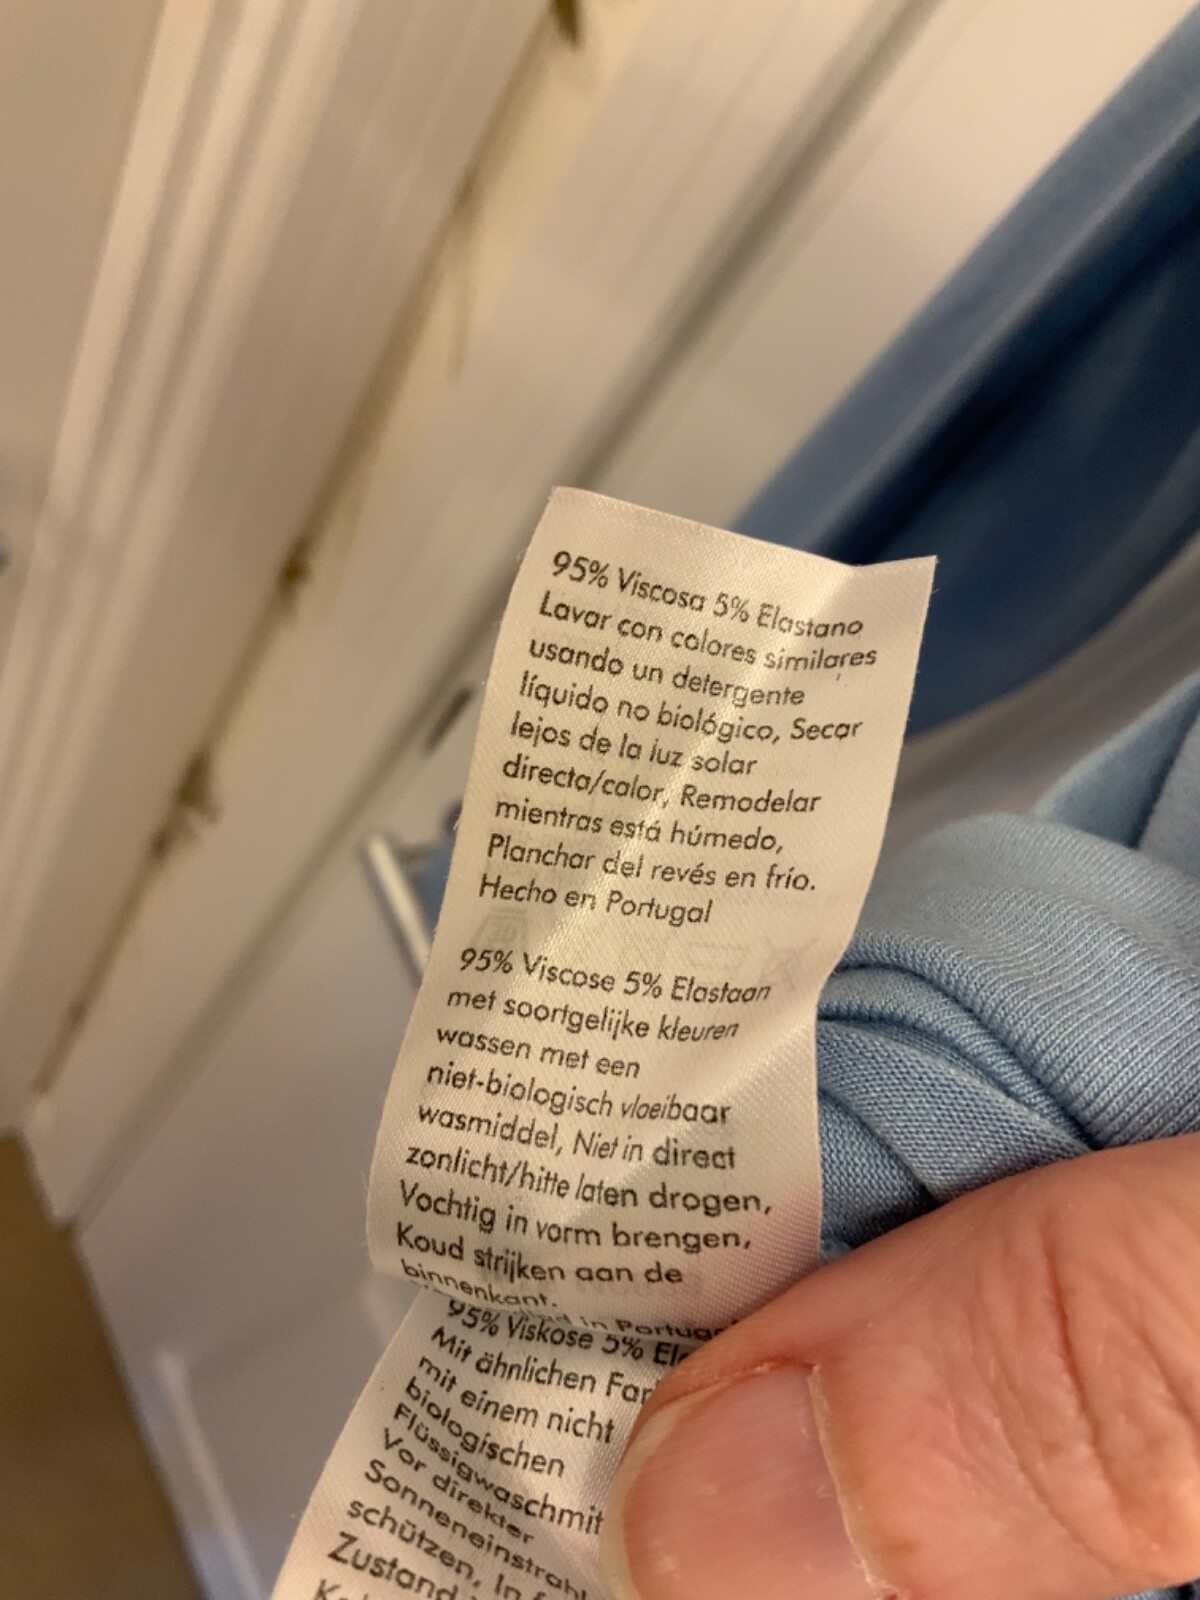 95% Viscosa 5% Elastano
Lavar con colores similares
usando un detergente
líquido no biológico, Secar
lejos de la iuz solar
directa/calor, Remodelar
mientras está húmedo,
Planchar del revés en frío.
Hecho en Portugal
95% Viscose 5% Elastaan
met soortgelijke kleuren
wassen met een
niet-biologisch vloeibaar
wasmiddel, Niet in direct
zonlicht/hitte laten drogen,
Vochtig in vorm brengen,
Koud strijken aan de
binnenkant.
in Portugal
95% Viskose 5%
Mit ähnlichen
mit einem nicht
biologischen
Vor direkter
schützen. In
Zustand